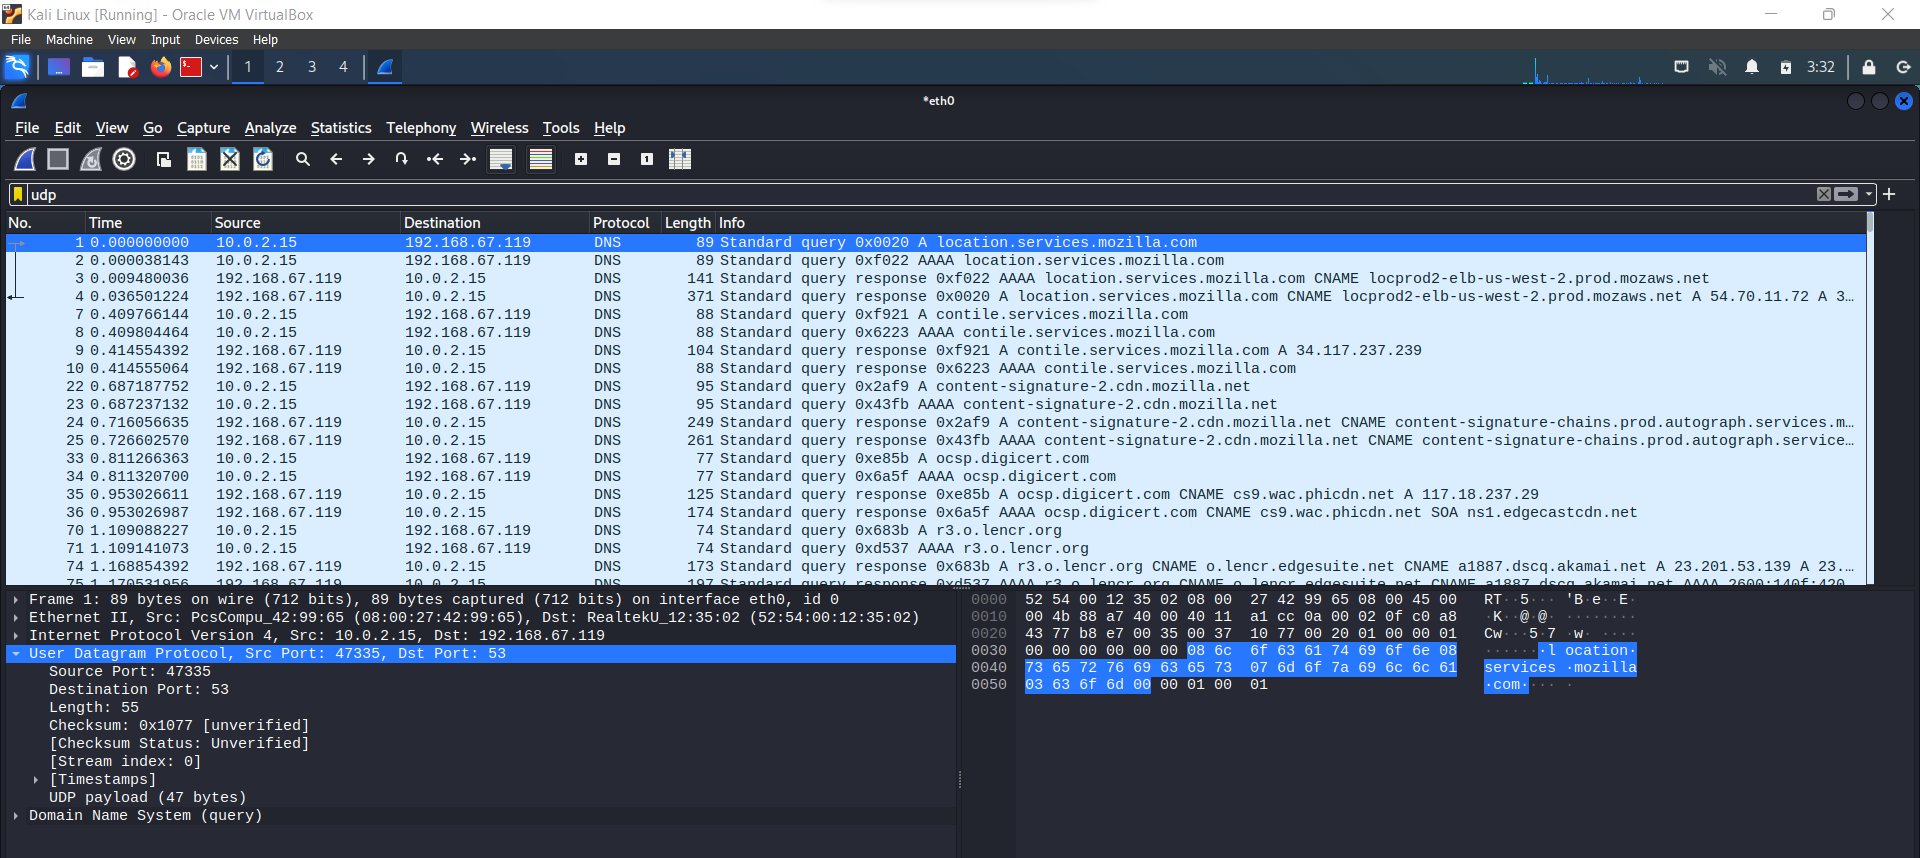 Kali Linux [Running] - Oracle VM VirtualBox
File Machine View Input Devices Help
1 2 3 4 3:32
*eth0
File Edit View Go Capture Analyze Statistics Telephony Wireless Tools Help
udp
No. Time Source Destination Protocol Length Info
1 0.000000000 10.0.2.15 192.168.67.119 DNS 89 Standard query 0x0020 A location.services.mozilla.com
2 0.000038143 10.0.2.15 192.168.67.119 DNS 89 Standard query 0xf022 AAAA location.services.mozilla.com
3 0.009480036 192.168.67.119 10.0.2.15 DNS 141 Standard query response 0xf022 AAAA location.services.mozilla.com CNAME locprod2-elb-us-west-2.prod.mozaws.net
4 0.036501224 192.168.67.119 10.0.2.15 DNS 371 Standard query response 0x0020 A location.services.mozilla.com CNAME locprod2-elb-us-west-2.prod.mozaws.net A 54.70.11.72 A 3…
7 0.409766144 10.0.2.15 192.168.67.119 DNS 88 Standard query 0xf921 A contile.services.mozilla.com
8 0.409804464 10.0.2.15 192.168.67.119 DNS 88 Standard query 0x6223 AAAA contile.services.mozilla.com
9 0.414554392 192.168.67.119 10.0.2.15 DNS 104 Standard query response 0xf921 A contile.services.mozilla.com A 34.117.237.239
10 0.414555064 192.168.67.119 10.0.2.15 DNS 88 Standard query response 0x6223 AAAA contile.services.mozilla.com
22 0.687187752 10.0.2.15 192.168.67.119 DNS 95 Standard query 0x2af9 A content-signature-2.cdn.mozilla.net
23 0.687237132 10.0.2.15 192.168.67.119 DNS 95 Standard query 0x43fb AAAA content-signature-2.cdn.mozilla.net
24 0.716056635 192.168.67.119 10.0.2.15 DNS 249 Standard query response 0x2af9 A content-signature-2.cdn.mozilla.net CNAME content-signature-chains.prod.autograph.services.m…
25 0.726602570 192.168.67.119 10.0.2.15 DNS 261 Standard query response 0x43fb AAAA content-signature-2.cdn.mozilla.net CNAME content-signature-chains.prod.autograph.service…
33 0.811266363 10.0.2.15 192.168.67.119 DNS 77 Standard query 0xe85b A ocsp.digicert.com
34 0.811320700 10.0.2.15 192.168.67.119 DNS 77 Standard query 0x6a5f AAAA ocsp.digicert.com
35 0.953026611 192.168.67.119 10.0.2.15 DNS 125 Standard query response 0xe85b A ocsp.digicert.com CNAME cs9.wac.phicdn.net A 117.18.237.29
36 0.953026987 192.168.67.119 10.0.2.15 DNS 174 Standard query response 0x6a5f AAAA ocsp.digicert.com CNAME cs9.wac.phicdn.net SOA ns1.edgecastcdn.net
70 1.109088227 10.0.2.15 192.168.67.119 DNS 74 Standard query 0x683b A r3.o.lencr.org
71 1.109141073 10.0.2.15 192.168.67.119 DNS 74 Standard query 0xd537 AAAA r3.o.lencr.org
74 1.168854392 192.168.67.119 10.0.2.15 DNS 173 Standard query response 0x683b A r3.o.lencr.org CNAME o.lencr.edgesuite.net CNAME a1887.dscq.akamai.net A 23.201.53.139 A 23.…
75 1.170531956 192.168.67.119 10.0.2.15 DNS 197 Standard query response 0xd537 AAAA r3.o.lencr.org CNAME o.lencr.edgesuite.net CNAME a1887.dscq.akamai.net AAAA 2600:140f:420…
Frame 1: 89 bytes on wire (712 bits), 89 bytes captured (712 bits) on interface eth0, id 0
Ethernet II, Src: PcsCompu_42:99:65 (08:00:27:42:99:65), Dst: RealtekU_12:35:02 (52:54:00:12:35:02)
Internet Protocol Version 4, Src: 10.0.2.15, Dst: 192.168.67.119
User Datagram Protocol, Src Port: 47335, Dst Port: 53
Source Port: 47335
Destination Port: 53
Length: 55
Checksum: 0x1077 [unverified]
[Checksum Status: Unverified]
[Stream index: 0]
[Timestamps]
UDP payload (47 bytes)
Domain Name System (query)
0000 52 54 00 12 35 02 08 00 27 42 99 65 08 00 45 00 RT··5··· 'B·e··E·
0010 00 4b 88 a7 40 00 40 11 a1 cc 0a 00 02 0f c0 a8 ·K··@·@· ········
0020 43 77 b8 e7 00 35 00 37 10 77 00 20 01 00 00 01 Cw···5·7 ·w· ····
0030 00 00 00 00 00 00 08 6c 6f 63 61 74 69 6f 6e 08 ·······l ocation·
0040 73 65 72 76 69 63 65 73 07 6d 6f 7a 69 6c 6c 61 services ·mozilla
0050 03 63 6f 6d 00 00 01 00 01 ·com···· ·